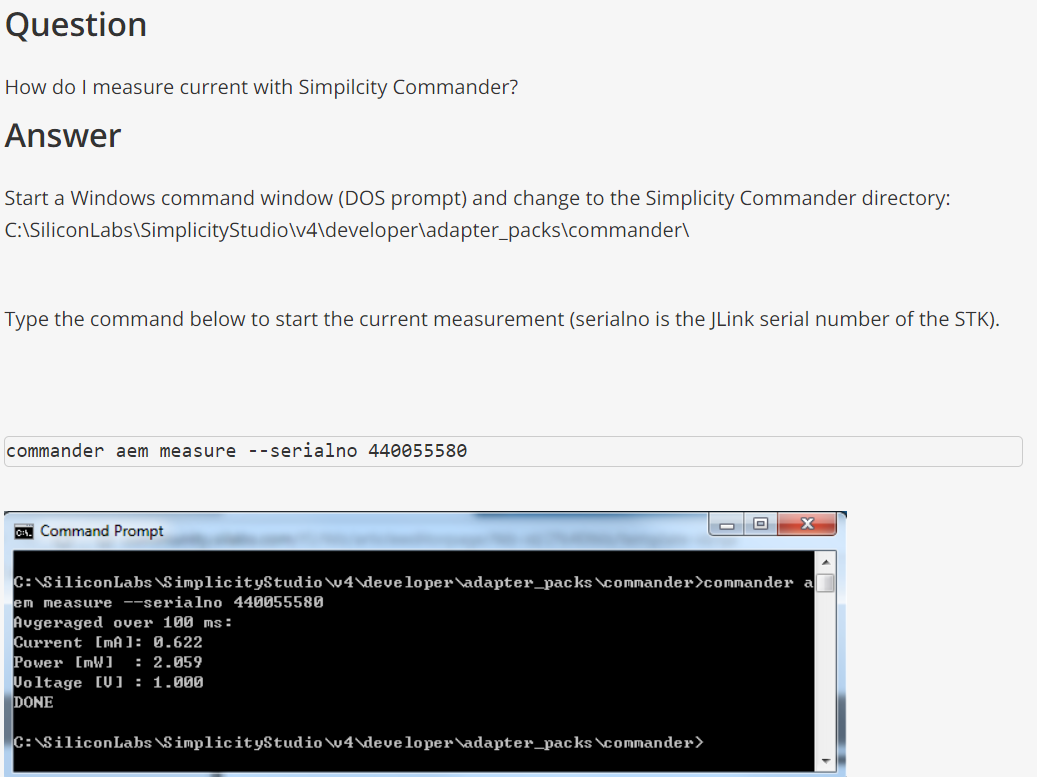 Question
How do I measure current with Simpilcity Commander?
Answer
Start a Windows command window (DOS prompt) and change to the Simplicity Commander directory:
C:\SiliconLabs\SimplicityStudio\v4\developer\adapter_packs\commander\
Type the command below to start the current measurement (serialno is the JLink serial number of the STK).
commander aem measure --serialno 440055580
Command Prompt
C:\SiliconLabs\SimplicityStudio\v4\developer\adapter_packs\commander>commander a
em measure --serialno 440055580
Avgeraged over 100 ms:
Current [mA]: 0.622
Power [mW]  : 2.059
Voltage [V] : 1.000
DONE
C:\SiliconLabs\SimplicityStudio\v4\developer\adapter_packs\commander>